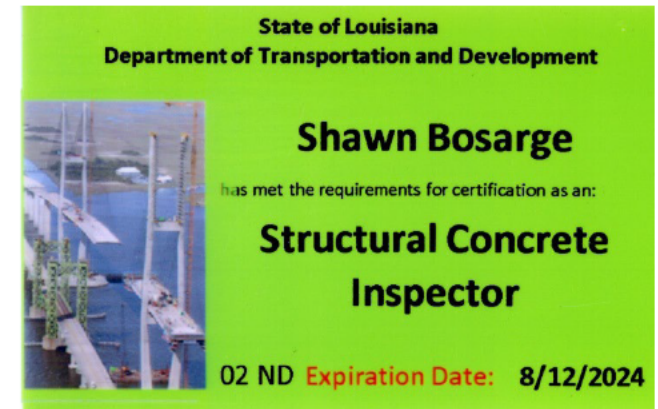 State of Louisiana
Department of Transportation and Development
Shawn Bosarge
has met the requirements for certification as an:
Structural Concrete
Inspector
02 ND Expiration Date: 8/12/2024